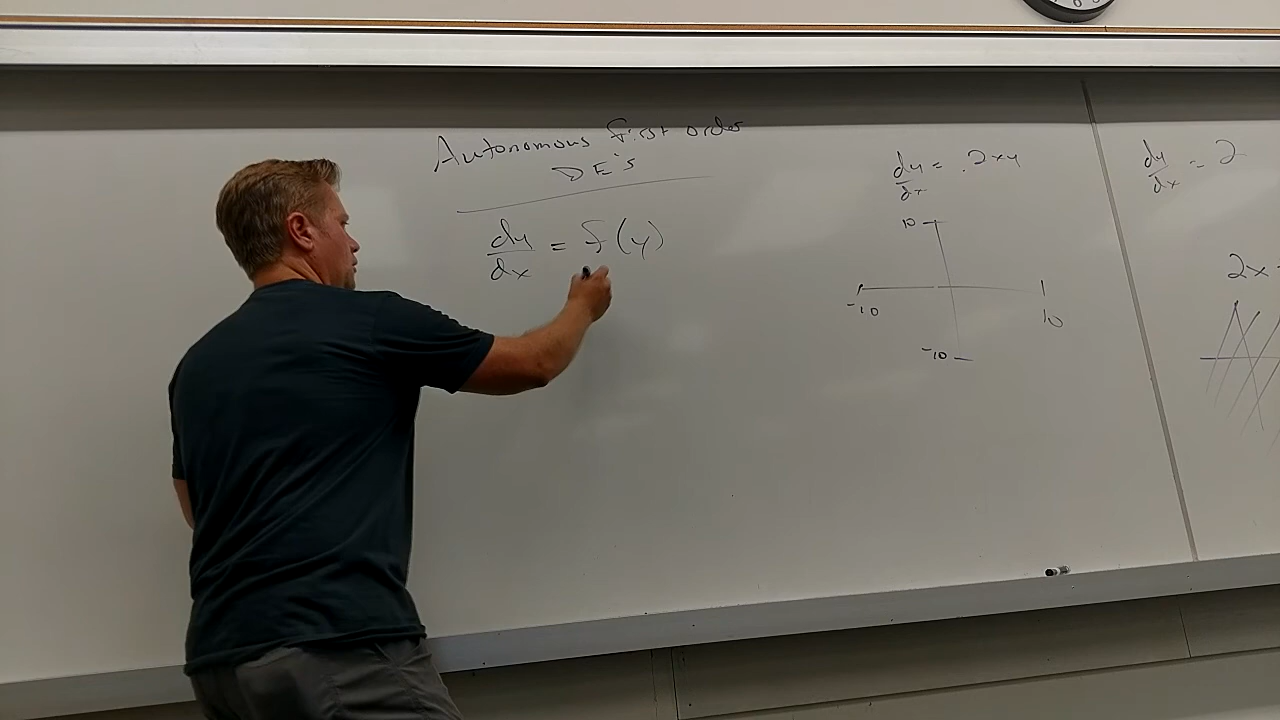 Autonomous first order
DE's
dy/dx = f(y)
dy/dx = .2xy
10
-10
10
-10
dy/dx = 2
2x